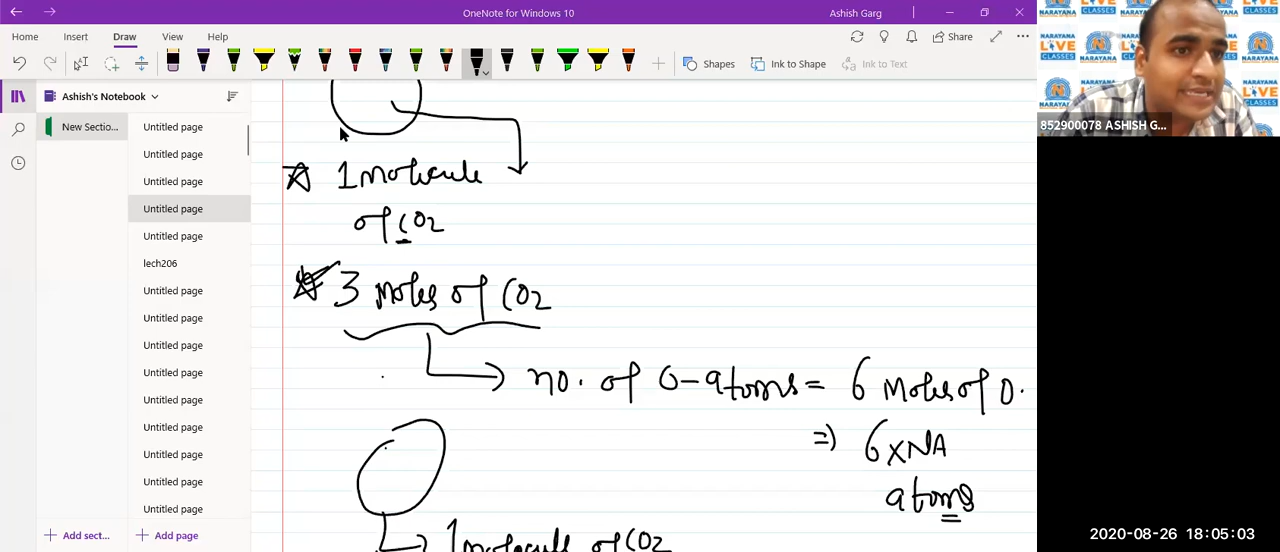 OneNote for Windows 10
Ashish Garg
Home Insert Draw View Help
Share
Shapes
Ink to Shape
Ink to Text
Ashish's Notebook
New Sectio...
Untitled page
Untitled page
Untitled page
Untitled page
Untitled page
lech206
Untitled page
Untitled page
Untitled page
Untitled page
Untitled page
Untitled page
Untitled page
Untitled page
Untitled page
Add sect...
Add page
1 molecule
of CO2
3 Moles of CO2
no. of O-atoms = 6 Moles of O.
=) 6xNA
atoms
1 molecule of CO2
NARAYANA
LIVE
CLASSES
852900078 ASHISH G...
2020-08-26 18:05:03